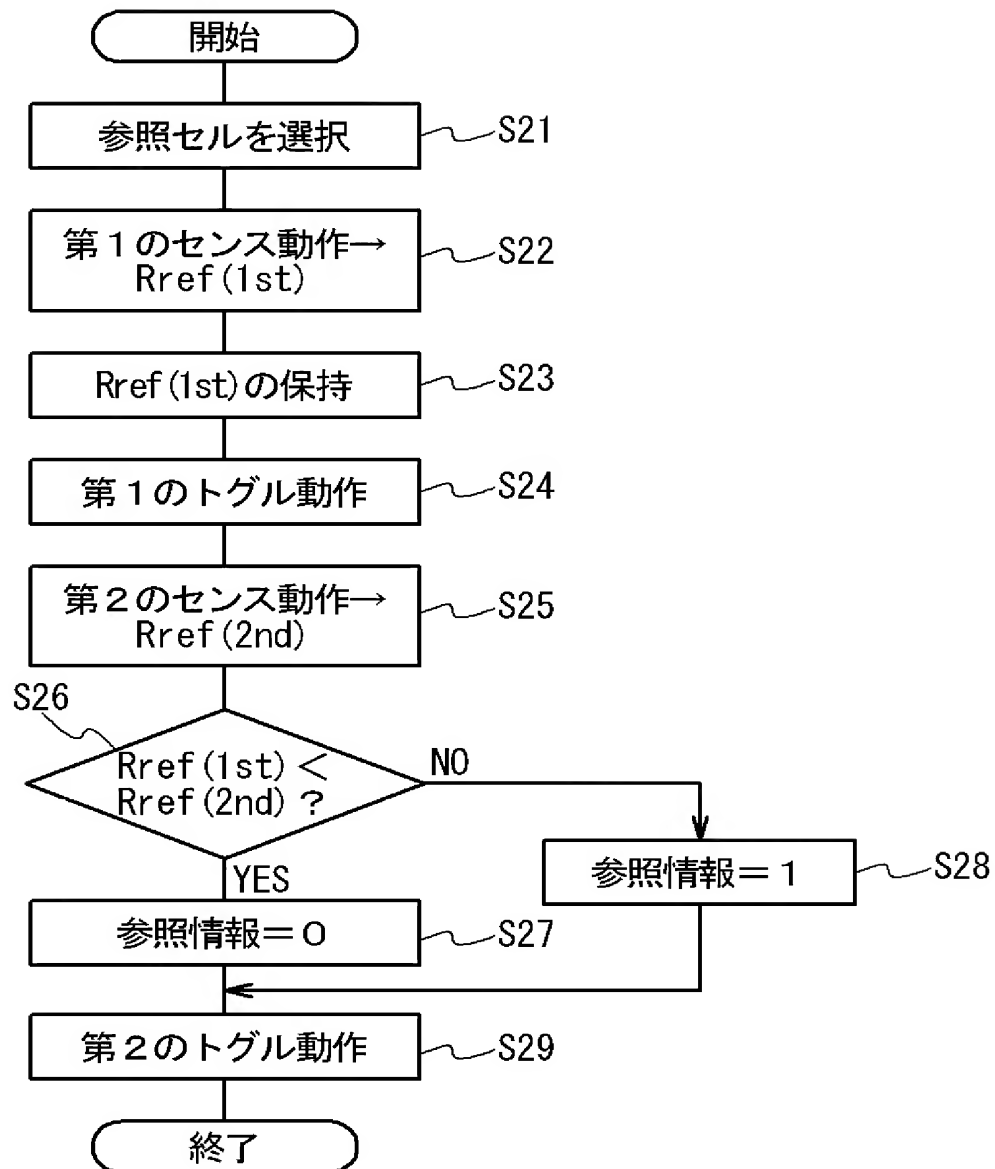 開始
参照セルを選択
S21
第1のセンス動作→
Rref(1st)
S22
Rref(1st)の保持
S23
第1のトグル動作
S24
第2のセンス動作→
Rref(2nd)
S25
S26
Rref(1st)<
Rref(2nd)?
NO
YES
参照情報=1
S28
参照情報=0
S27
第2のトグル動作
S29
終了